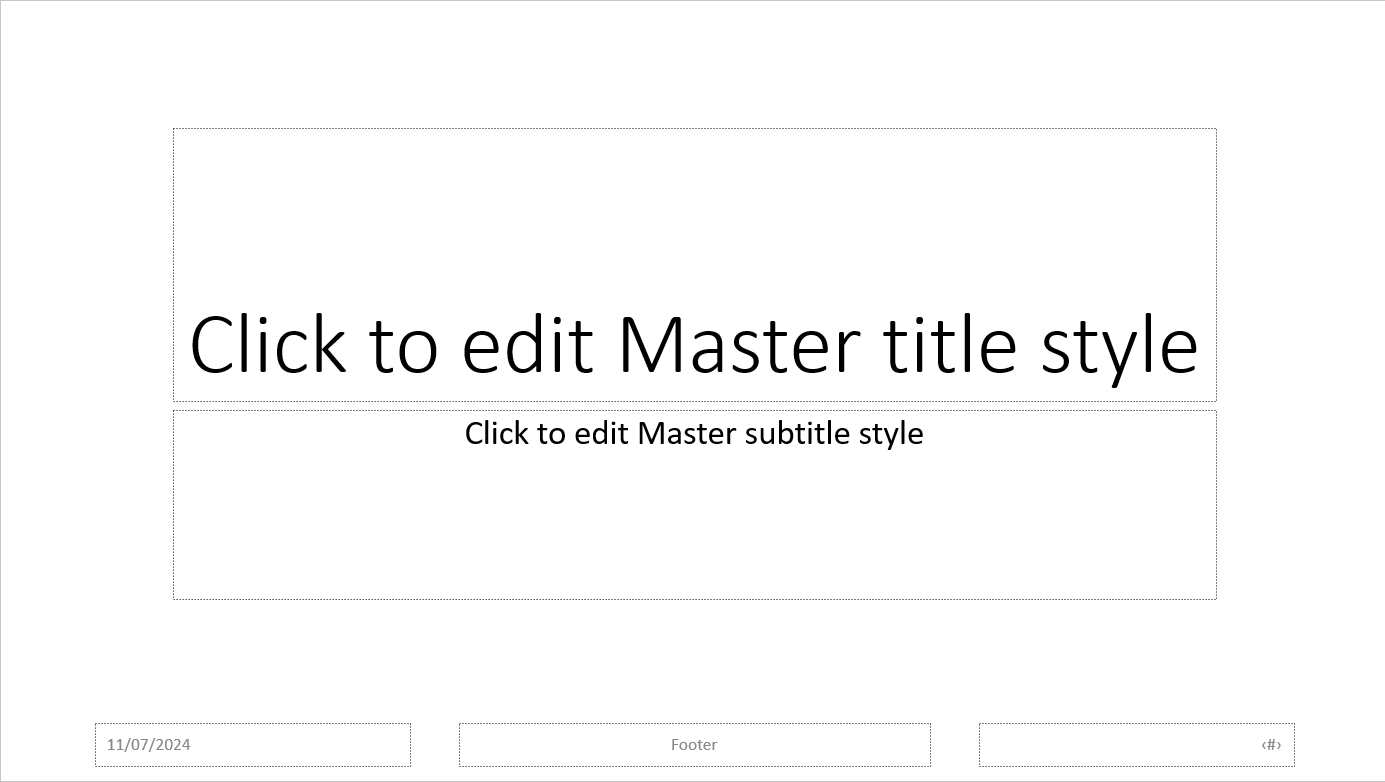 Click to edit Master title style
Click to edit Master subtitle style
11/07/2024
Footer
‹#›